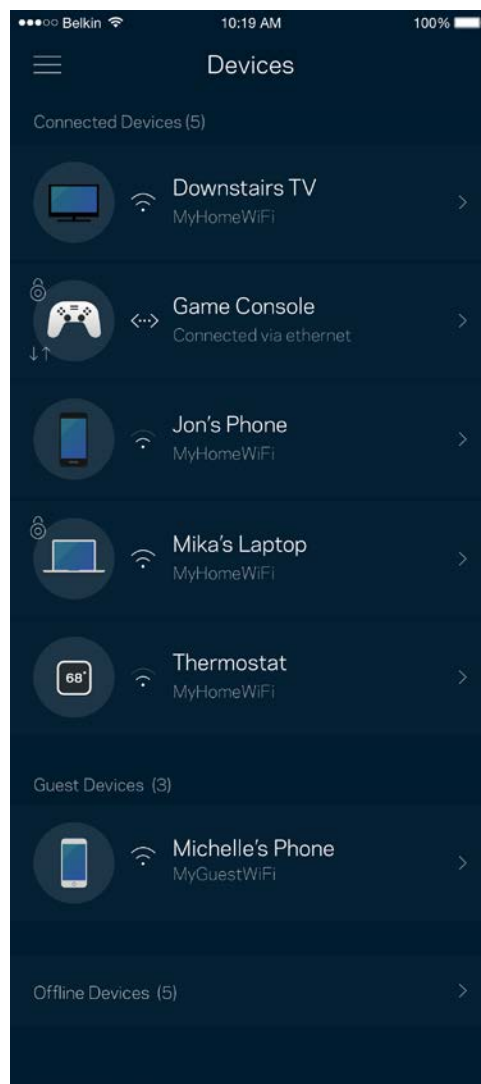 Belkin 10:19 AM 100%
Devices
Connected Devices (5)
Downstairs TV
MyHomeWiFi
Game Console
Connected via ethernet
Jon's Phone
MyHomeWiFi
Mika's Laptop
MyHomeWiFi
68°
Thermostat
MyHomeWiFi
Guest Devices (3)
Michelle's Phone
MyGuestWiFi
Offline Devices (5)